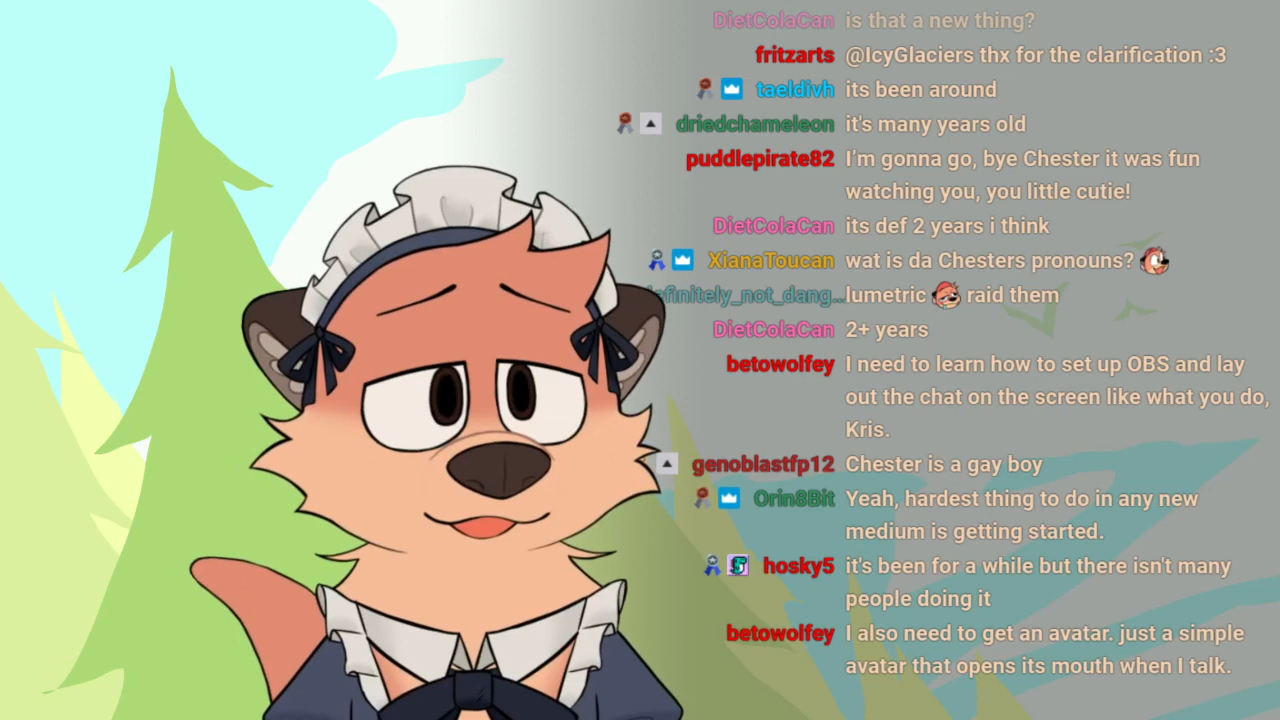 DietColaCan is that a new thing?
fritzarts @IcyGlaciers thx for the clarification :3
taeldivh its been around
driedchameleon it's many years old
puddlepirate82 I'm gonna go, bye Chester it was fun
watching you, you little cutie!
DietColaCan its def 2 years i think
XianaToucan wat is da Chesters pronouns?
efinitely_not_dang... lumetric raid them
DietColaCan 2+ years
betowolfey I need to learn how to set up OBS and lay
out the chat on the screen like what you do,
Kris.
genoblastfp12 Chester is a gay boy
Orin8Bit Yeah, hardest thing to do in any new
medium is getting started.
hosky5 it's been for a while but there isn't many
people doing it
betowolfey I also need to get an avatar. just a simple
avatar that opens its mouth when I talk.